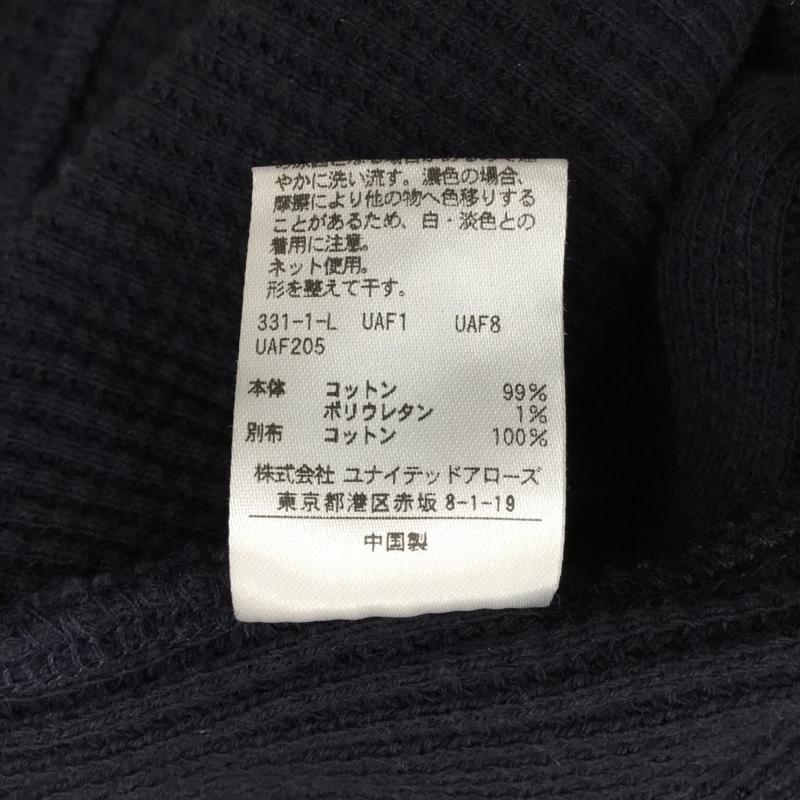 やかに洗い流す。濃色の場合、
摩擦により他の物へ色移りする
ことがあるため、白・淡色との
着用に注意。
ネット使用。
形を整えて干す。
331-1-L UAF1 UAF8
UAF205
本体 コットン 99%
ポリウレタン 1%
別布 コットン 100%
株式会社 ユナイテッドアローズ
東京都港区赤坂 8-1-19
中国製